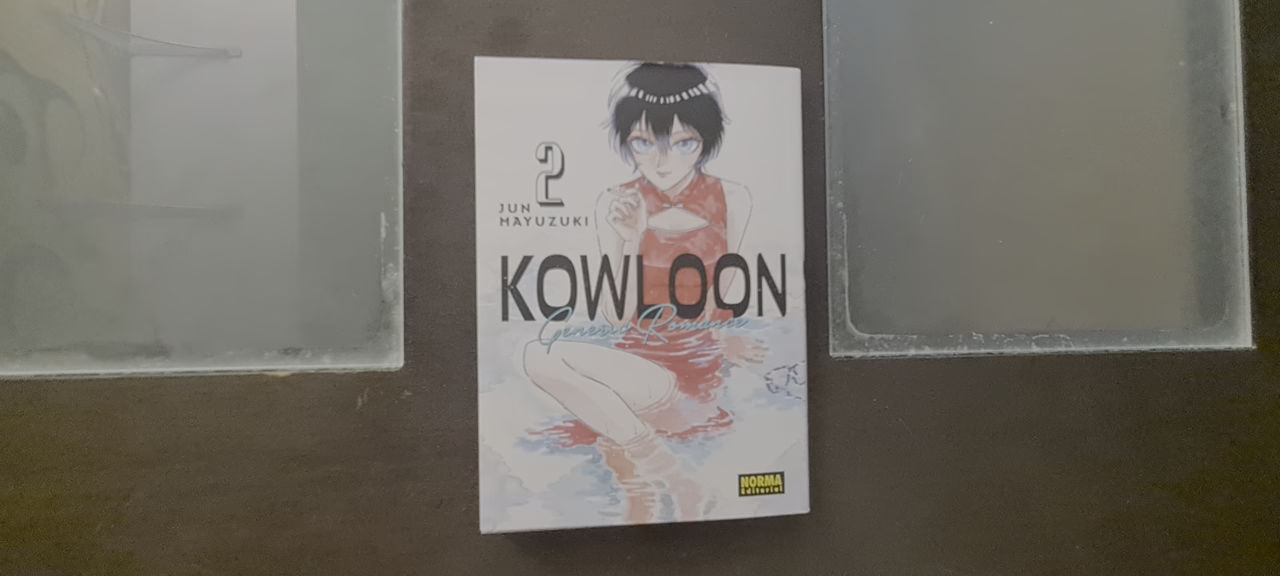 2
JUN
MAYUZUKI
KOWLOON
Generic Romance
NORMA
Editorial